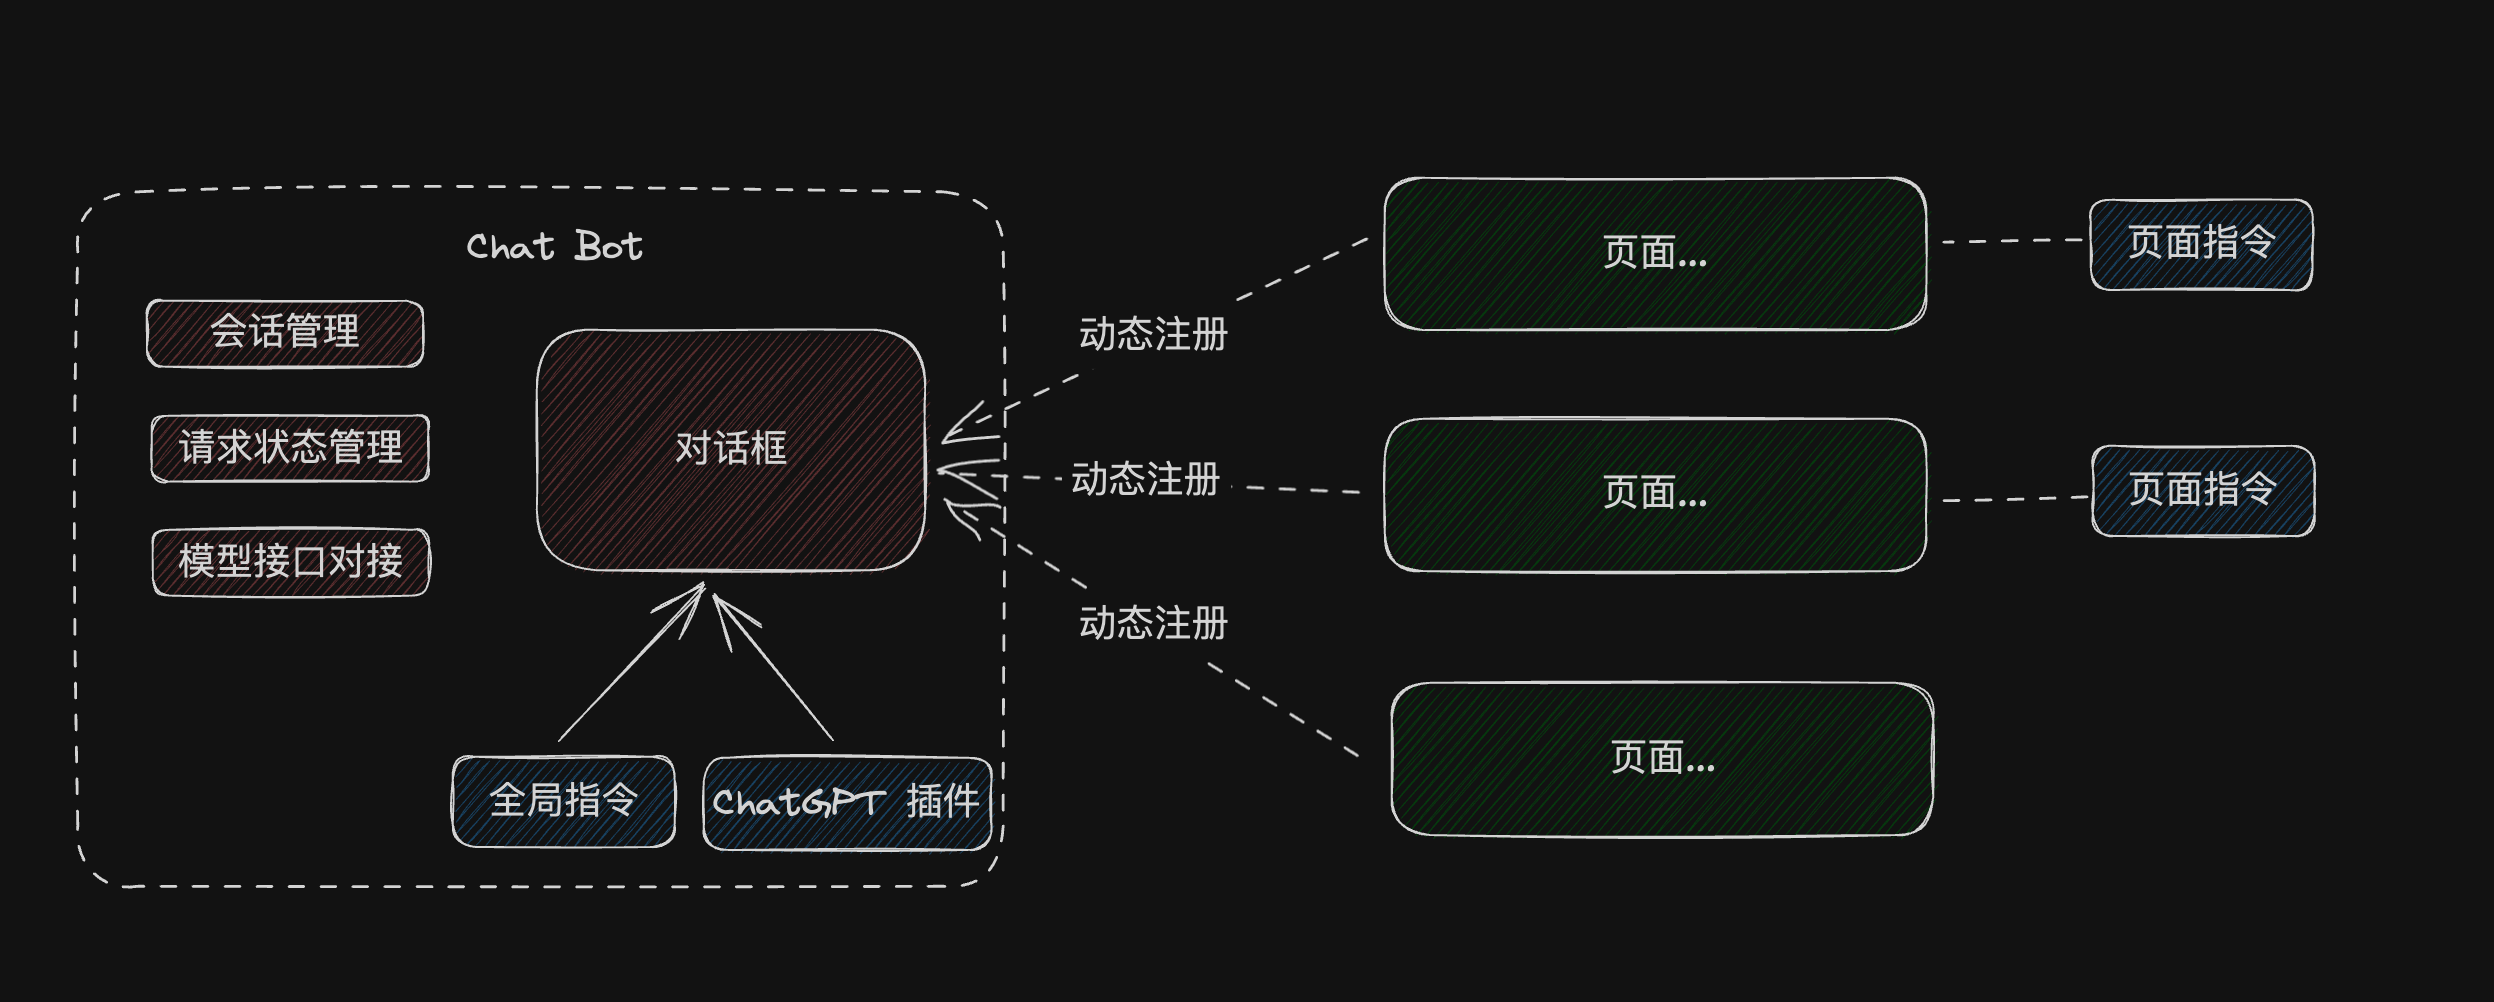 Chat Bot
会话管理
请求状态管理
模型接口对接
对话框
全局指令
ChatGPT 插件
动态注册
动态注册
动态注册
页面...
页面指令
页面...
页面指令
页面...